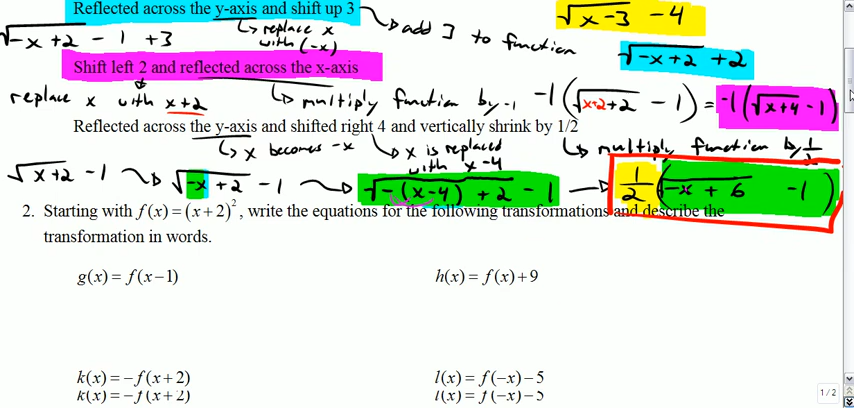 Reflected across the y-axis and shift up 3
√(x-3) - 4
√(-x+2) - 1 + 3
↳ replace x with (-x)
↳ add 3 to function
√(-x+2) + 2
Shift left 2 and reflected across the x-axis
replace x with x+2
↳ multiply function by -1
-1(√(x+2+2) - 1) = -1(√(x+4) - 1)
Reflected across the y-axis and shifted right 4 and vertically shrink by 1/2
↳ x becomes -x
↳ x is replaced with x-4
↳ multiply function by 1/2
√(x+2) - 1 → √(-x+2) - 1 → √(-(x-4)+2) - 1 → 1/2(√(-x+6) - 1)
2. Starting with f(x) = (x+2)², write the equations for the following transformations and describe the
transformation in words.
g(x) = f(x-1)
h(x) = f(x)+9
k(x) = -f(x+2)
l(x) = f(-x)-5
k(x) = -f(x+2)
l(x) = f(-x)-5
1 / 2